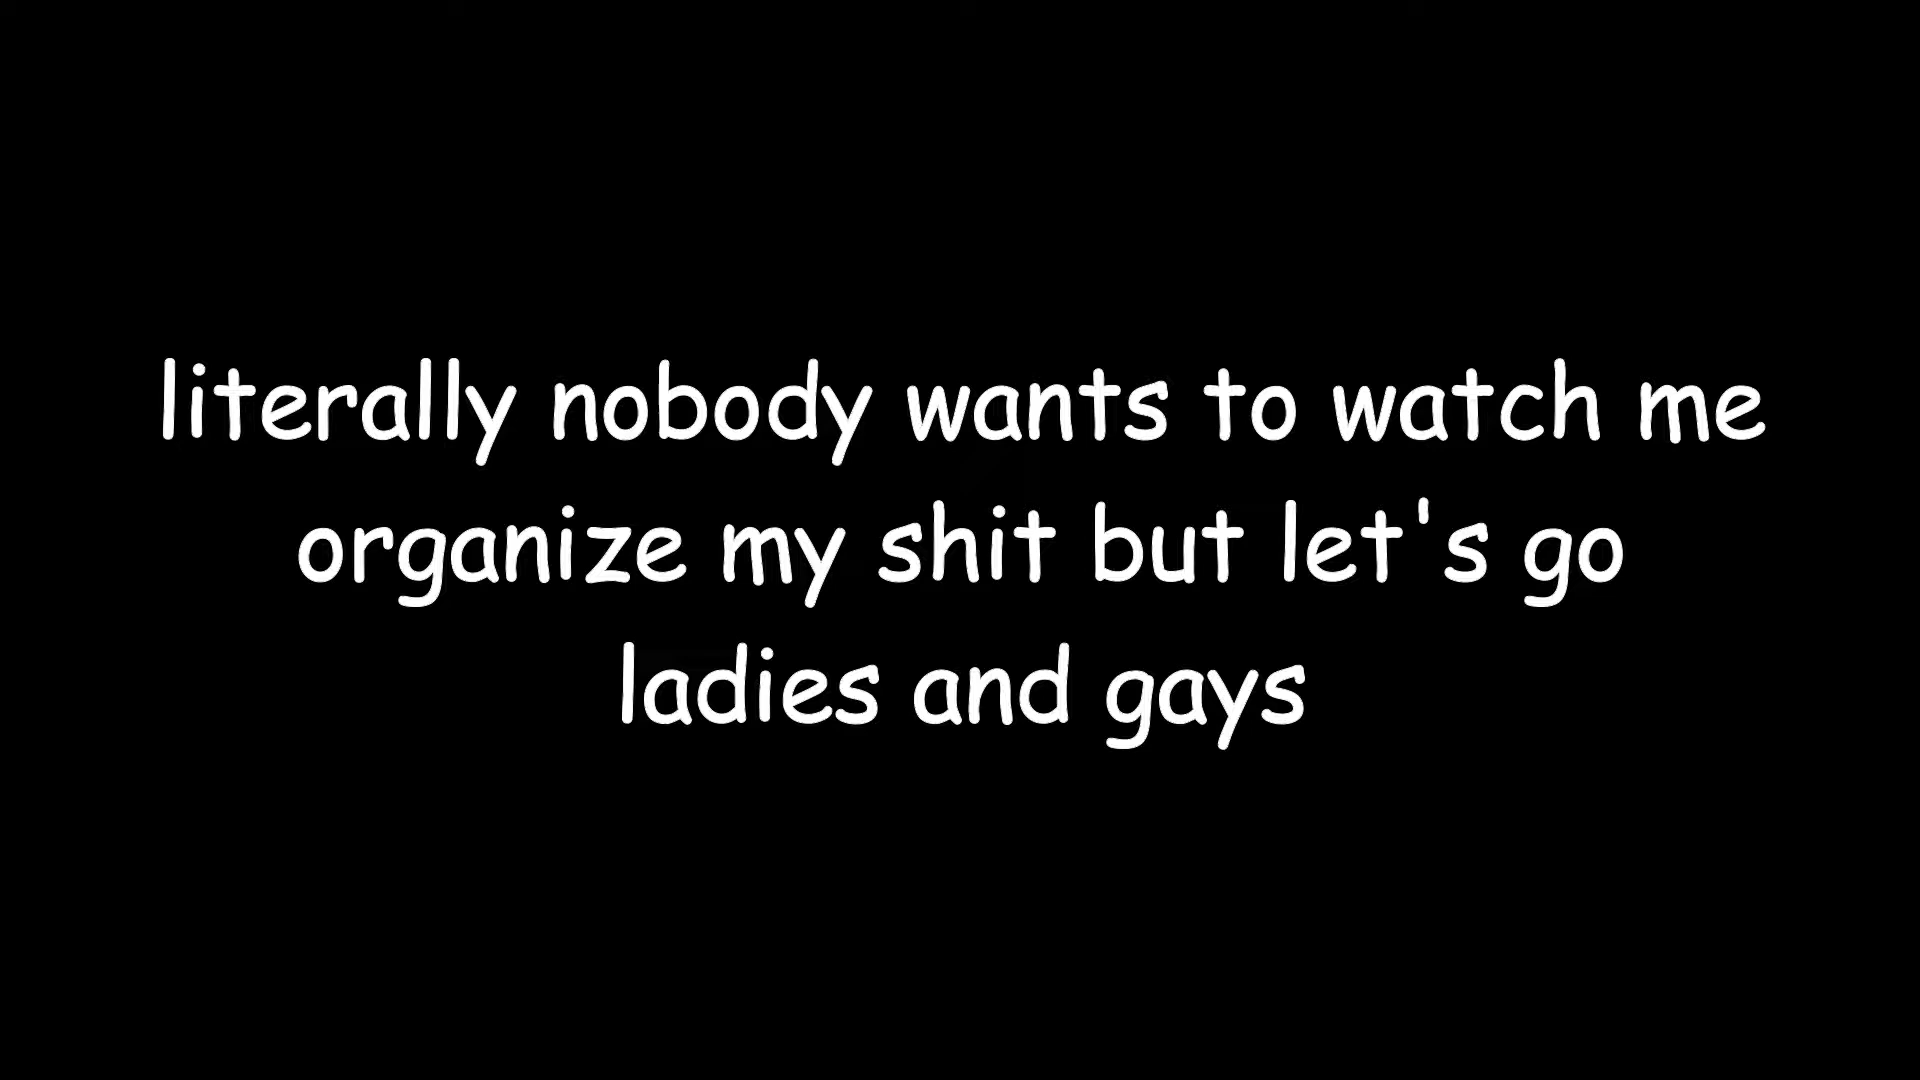 literally nobody wants to watch me
organize my shit but let's go
ladies and gays